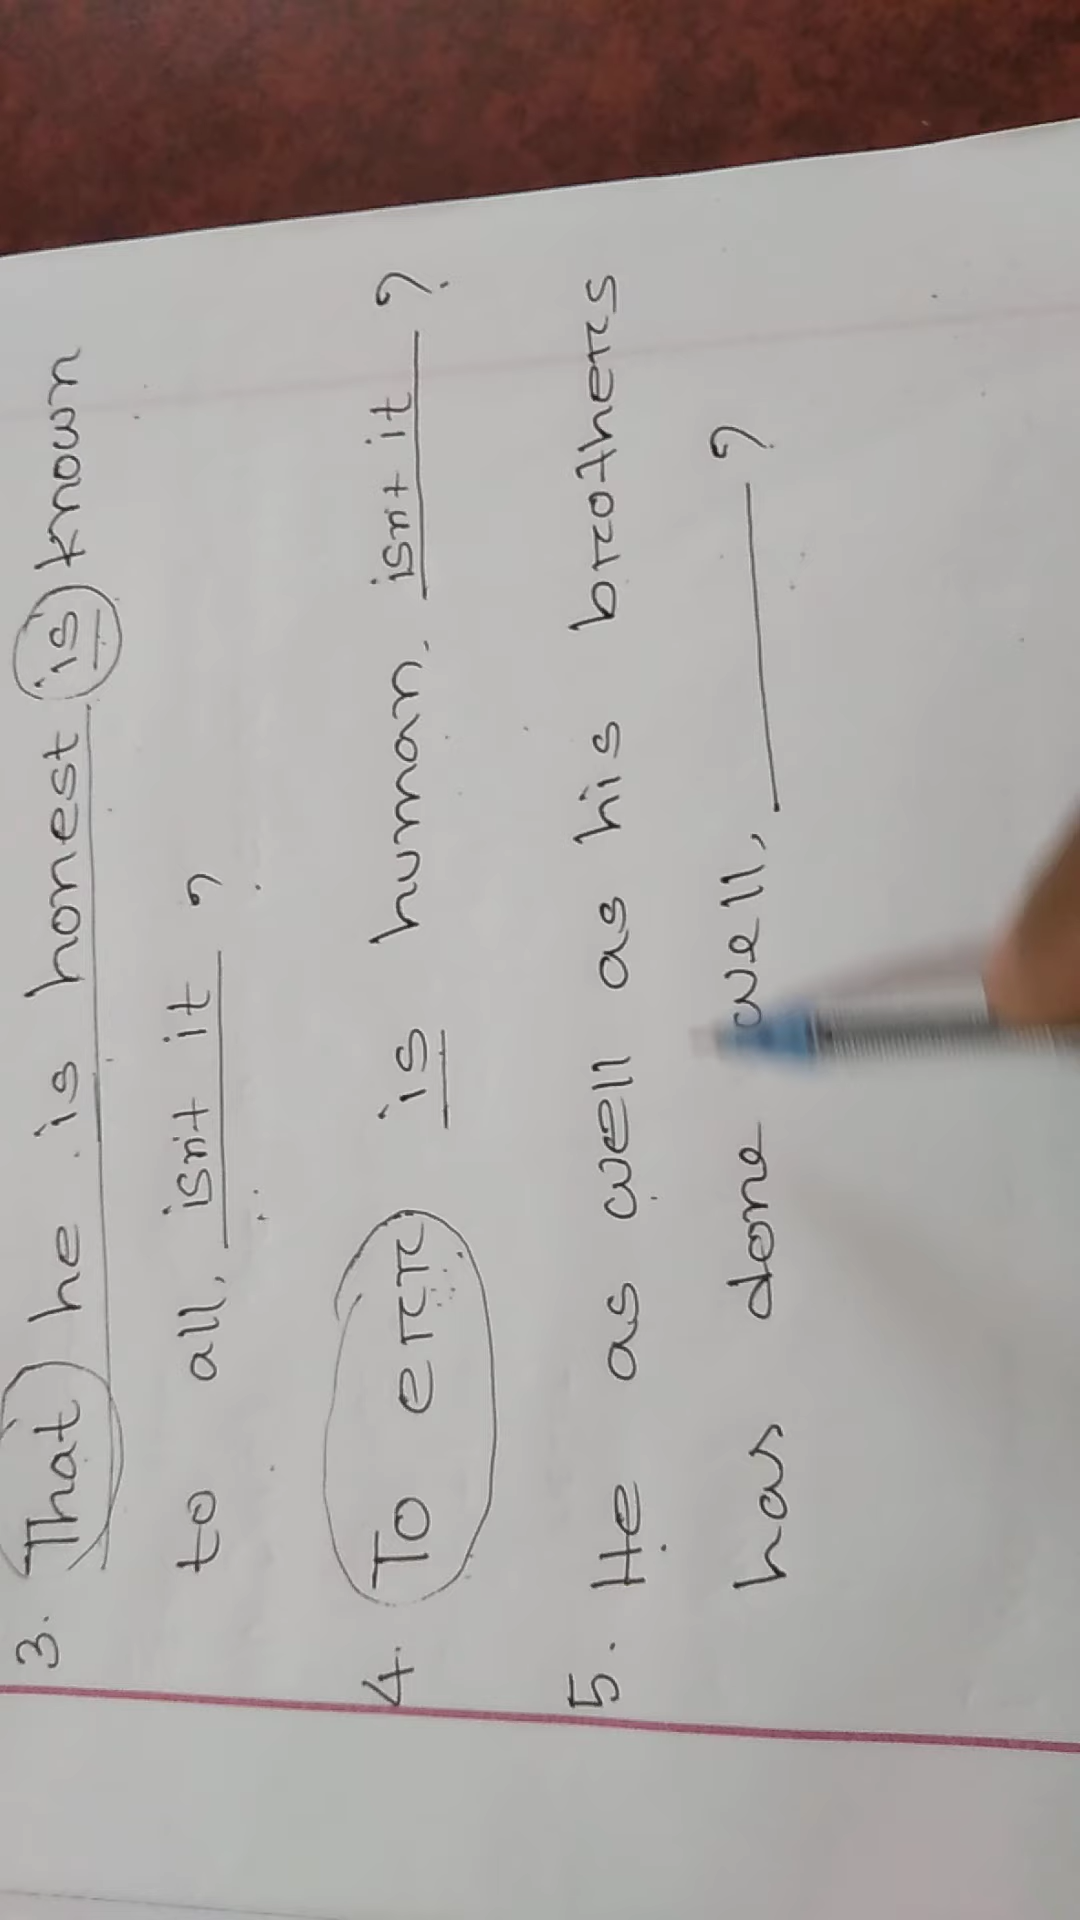 3. That he is honest is known
to all, isn't it ?
4. To err is human, isn't it ?
5. He as well as his brothers
has done well, ______ ?